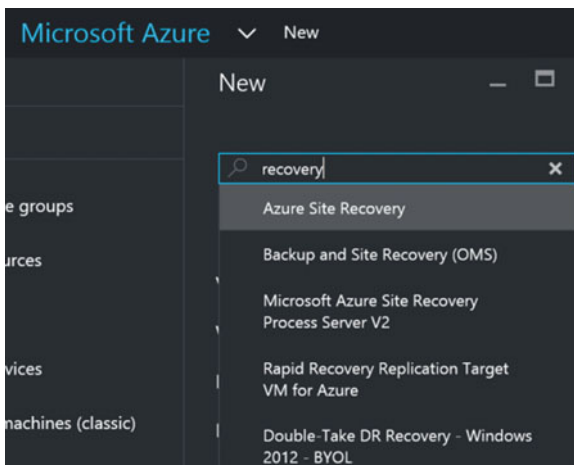 Microsoft Azure New
New
recovery
e groups
Azure Site Recovery
urces
Backup and Site Recovery (OMS)
Microsoft Azure Site Recovery
Process Server V2
vices
Rapid Recovery Replication Target
VM for Azure
machines (classic)
Double-Take DR Recovery - Windows
2012 - BYOL